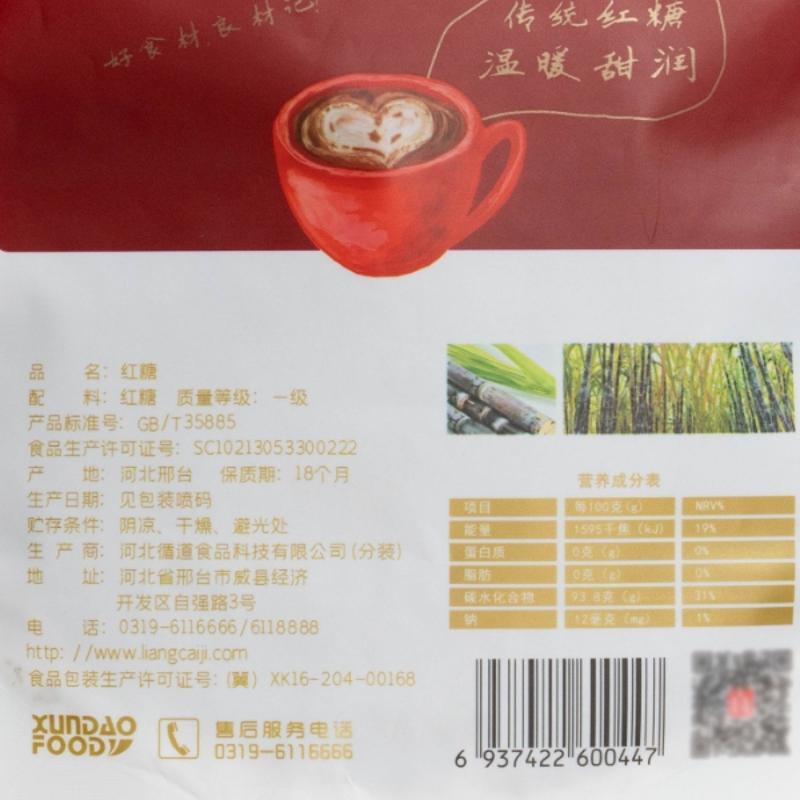 好食材,良材记!
传统红糖
温暖甜润
品 名: 红糖
配 料: 红糖 质量等级: 一级
产品标准号: GB/T35885
食品生产许可证号: SC10213053300222
产 地: 河北邢台 保质期: 18个月
生产日期: 见包装喷码
贮存条件: 阴凉、干燥、避光处
生 产 商: 河北循道食品科技有限公司(分装)
地 址: 河北省邢台市威县经济
开发区自强路3号
电 话: 0319-6116666/6118888
http: //www.liangcaiji.com
食品包装生产许可证号: (冀) XK16-204-00168
XUNDAO
FOOD
售后服务电话
0319-6116666
营养成分表
项目 每100克(g) NRV%
能量 1595千焦 (kJ) 19%
蛋白质 0克 (g) 0%
脂肪 0克 (g) 0%
碳水化合物 93.8克 (g) 31%
钠 12毫克 (mg) 1%
6 937422 600447